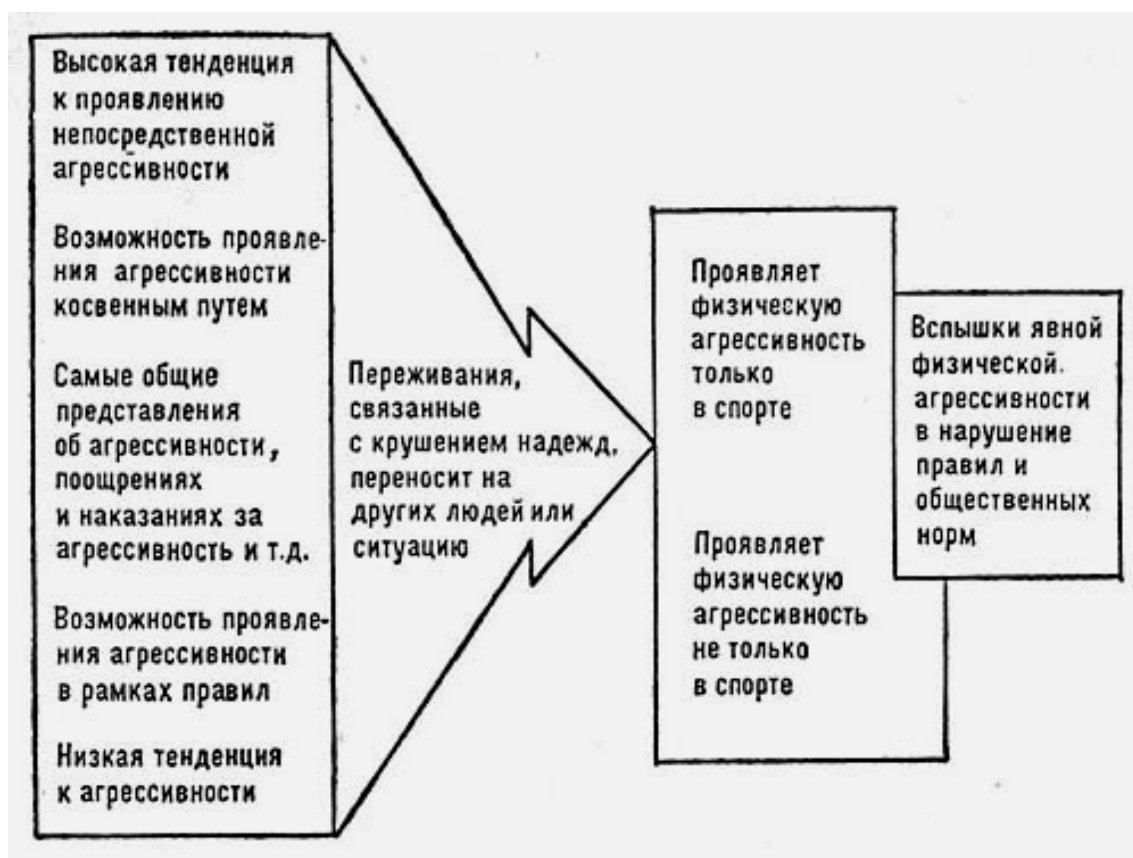 Высокая тенденция
к проявлению
непосредственной
агрессивности
Возможность проявле-
ния агрессивности
косвенным путем
Самые общие
представления
об агрессивности,
поощрениях
и наказаниях за
агрессивность и т.д.
Возможность проявле-
ния агрессивности
в рамках правил
Низкая тенденция
к агрессивности
Переживания,
связанные
с крушением надежд,
переносит на
других людей или
ситуацию
Проявляет
физическую
агрессивность
только
в спорте
Проявляет
физическую
агрессивность
не только
в спорте
Вспышки явной
физической.
агрессивности
в нарушение
правил и
общественных
норм